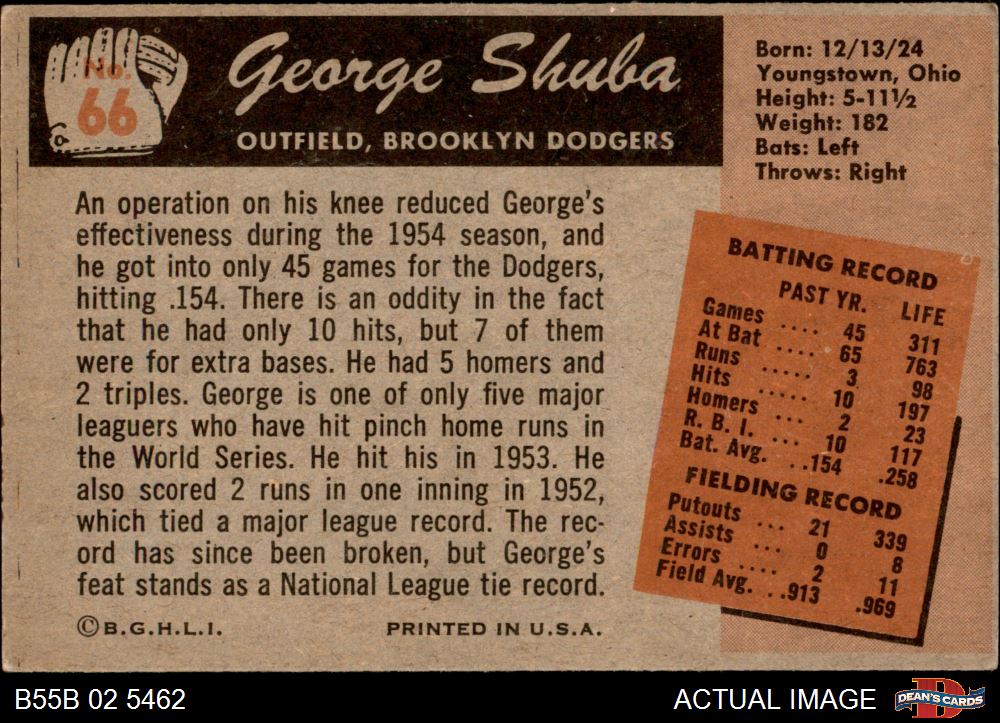 No.
66
George Shuba
OUTFIELD, BROOKLYN DODGERS
Born: 12/13/24
Youngstown, Ohio
Height: 5-11½
Weight: 182
Bats: Left
Throws: Right
An operation on his knee reduced George's
effectiveness during the 1954 season, and
he got into only 45 games for the Dodgers,
hitting .154. There is an oddity in the fact
that he had only 10 hits, but 7 of them
were for extra bases. He had 5 homers and
2 triples. George is one of only five major
leaguers who have hit pinch home runs in
the World Series. He hit his in 1953. He
also scored 2 runs in one inning in 1952,
which tied a major league record. The rec-
ord has since been broken, but George's
feat stands as a National League tie record.
©B.G.H.L.I. PRINTED IN U.S.A.
BATTING RECORD
PAST YR. LIFE
Games .... 45 311
At Bat .... 65 763
Runs ..... 3 98
Hits ..... 10 197
Homers ... 2 23
R. B. I. ... 10 117
Bat. Avg. ..154 .258
FIELDING RECORD
Putouts ... 21 339
Assists ... 0 8
Errors .... 2 11
Field Avg. ..913 .969
B55B 02 5462 ACTUAL IMAGE DEAN'S CARDS